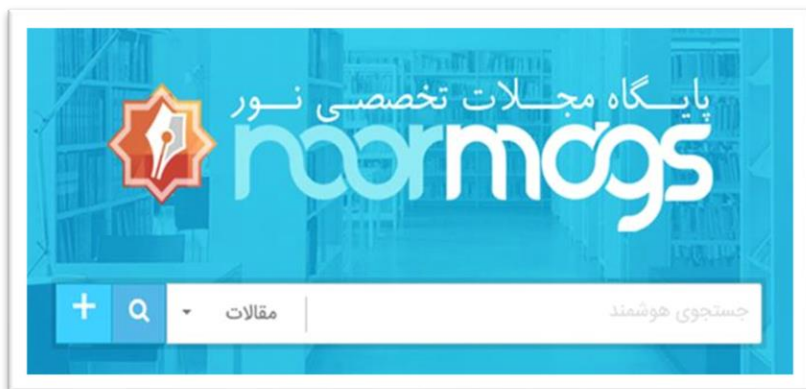 پایگاه مجلات تخصصی نور
noormags
جستجوی هوشمند
مقالات
+